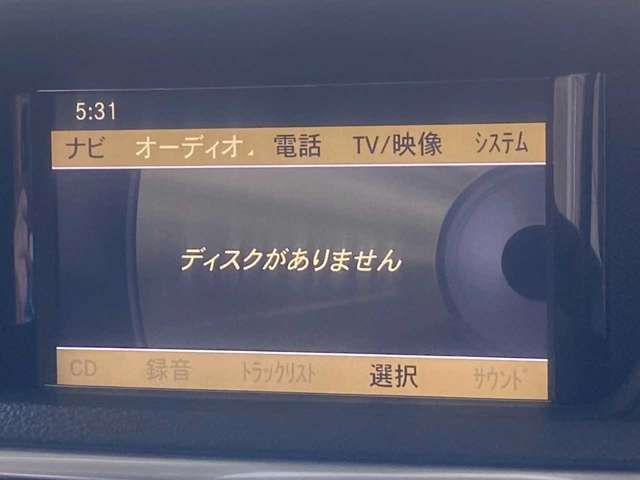 5:31
ナビ オーディオ 電話 TV/映像 システム
ディスクがありません
CD 録音 トラックリスト 選択 サウンド